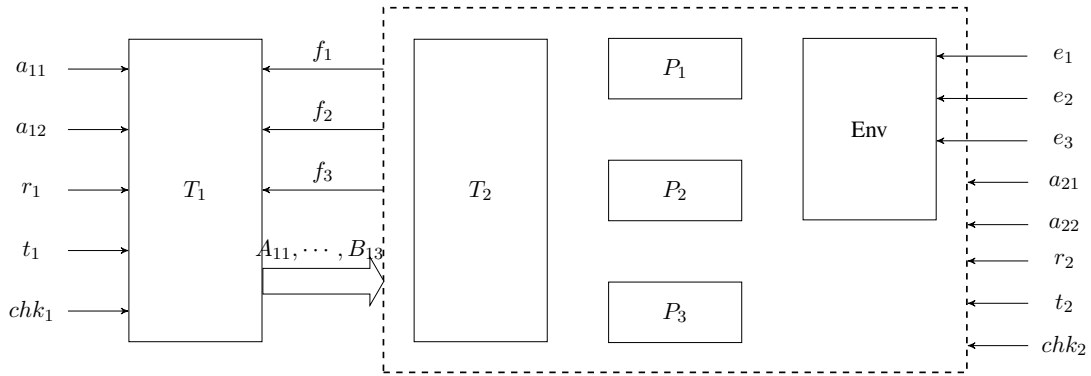 a₁₁
a₁₂
r₁
t₁
chk₁
T₁
f₁
f₂
f₃
A₁₁, ⋯ , B₁₃
T₂
P₁
P₂
P₃
Env
e₁
e₂
e₃
a₂₁
a₂₂
r₂
t₂
chk₂